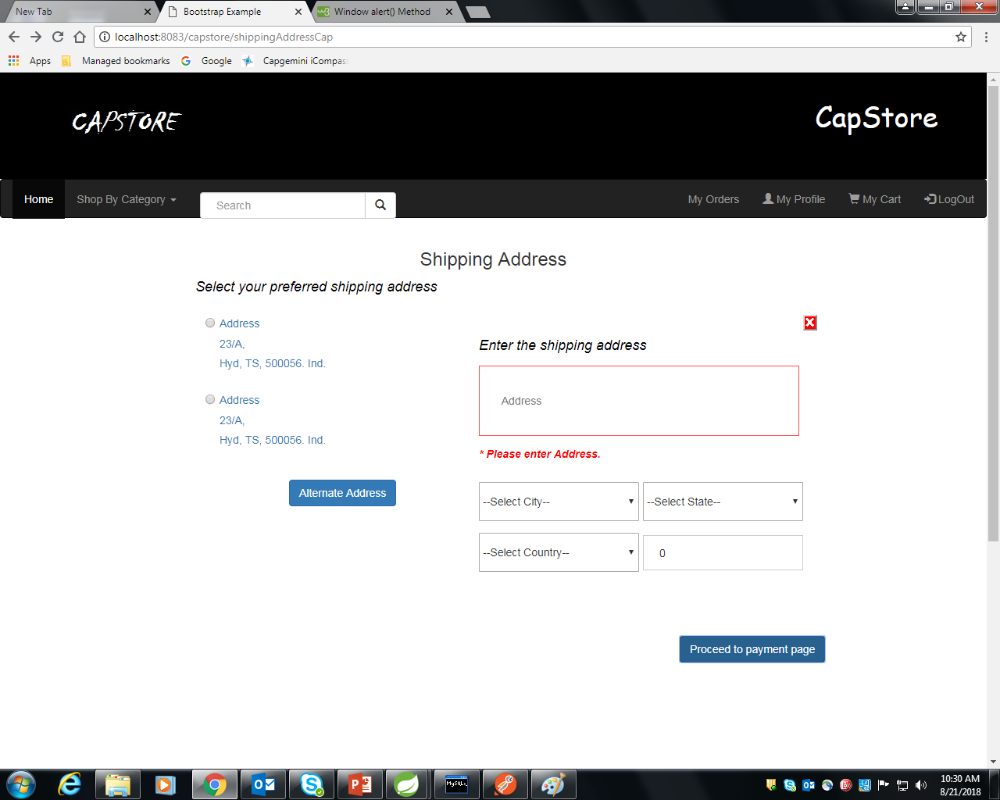 New Tab
Bootstrap Example
Window alert() Method
localhost:8083/capstore/shippingAddressCap
Apps
Managed bookmarks
Google
Capgemini iCompas
CAPSTORE
CapStore
Home
Shop By Category
Search
My Orders
My Profile
My Cart
LogOut
Shipping Address
Select your preferred shipping address
Address
23/A,
Hyd, TS, 500056. Ind.
Address
23/A,
Hyd, TS, 500056. Ind.
Alternate Address
Enter the shipping address
Address
* Please enter Address.
--Select City--
--Select State--
--Select Country--
0
Proceed to payment page
MySQL
10:30 AM
8/21/2018